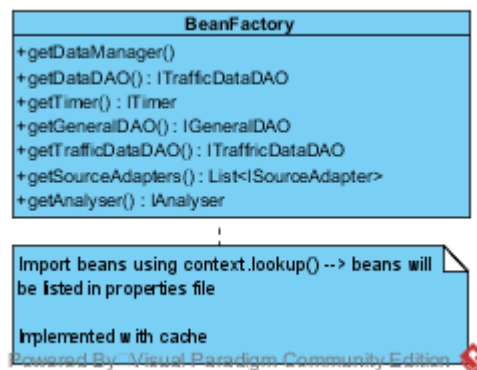 BeanFactory
+getDataManager()
+getDataDAO() : ITrafficDataDAO
+getTimer() : ITimer
+getGeneralDAO() : IGeneralDAO
+getTrafficDataDAO() : ITraffricDataDAO
+getSourceAdapters() : List<ISourceAdapter>
+getAnalyser() : IAnalyser
Import beans using context.lookup() --> beans will
be listed in properties file
Implemented with cache
Powered By Visual Paradigm Community Edition